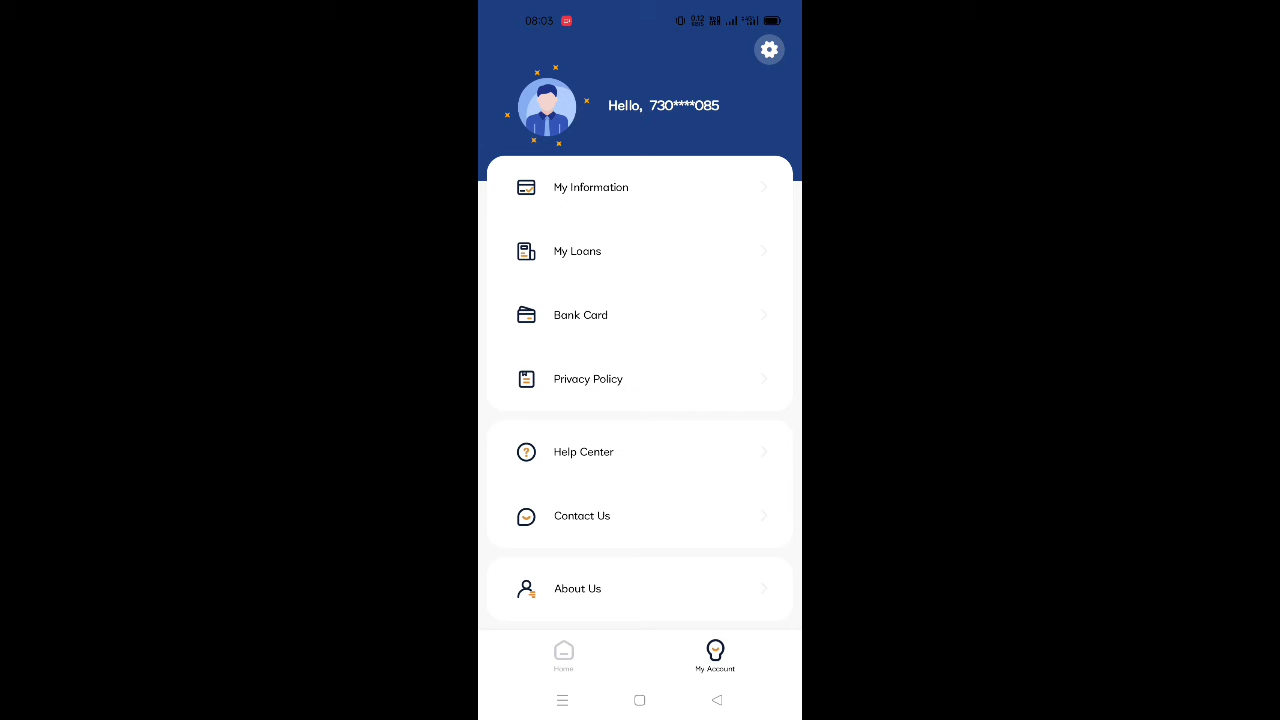 08:03
Hello, 730****085
My Information
My Loans
Bank Card
Privacy Policy
Help Center
Contact Us
About Us
Home
My Account